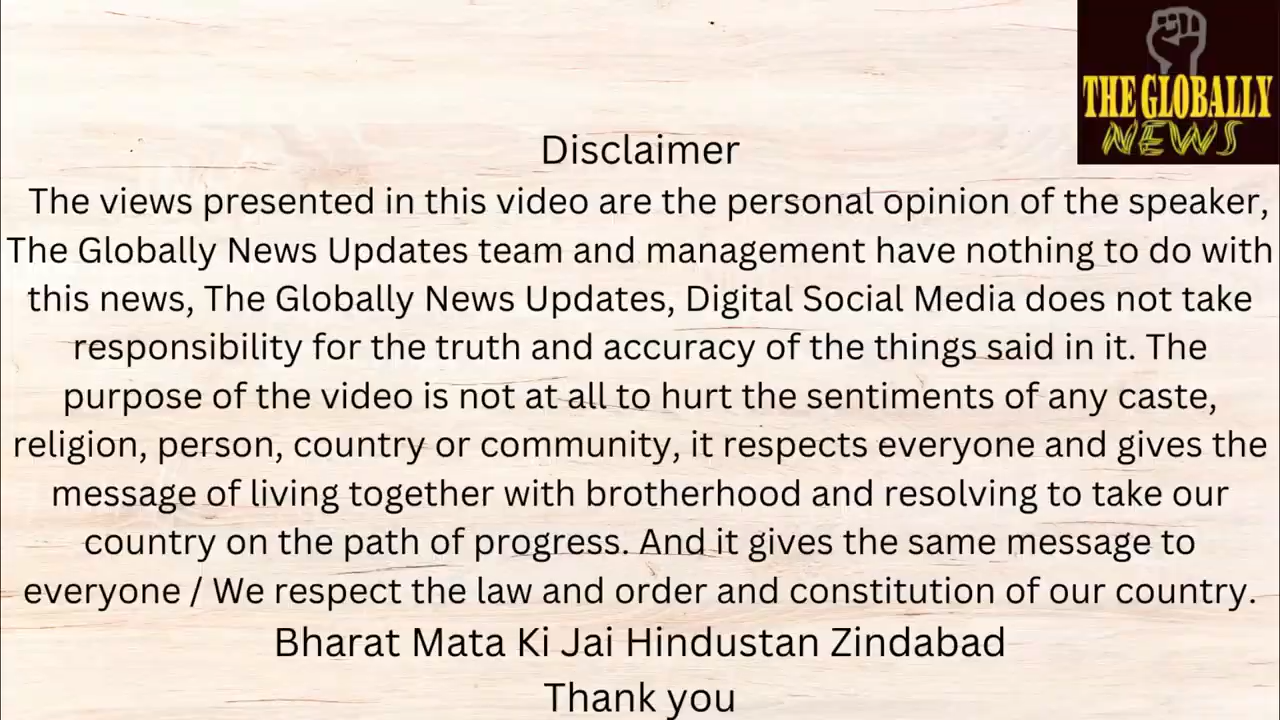 THE GLOBALLY
NEWS
Disclaimer
The views presented in this video are the personal opinion of the speaker,
The Globally News Updates team and management have nothing to do with
this news, The Globally News Updates, Digital Social Media does not take
responsibility for the truth and accuracy of the things said in it. The
purpose of the video is not at all to hurt the sentiments of any caste,
religion, person, country or community, it respects everyone and gives the
message of living together with brotherhood and resolving to take our
country on the path of progress. And it gives the same message to
everyone / We respect the law and order and constitution of our country.
Bharat Mata Ki Jai Hindustan Zindabad
Thank you